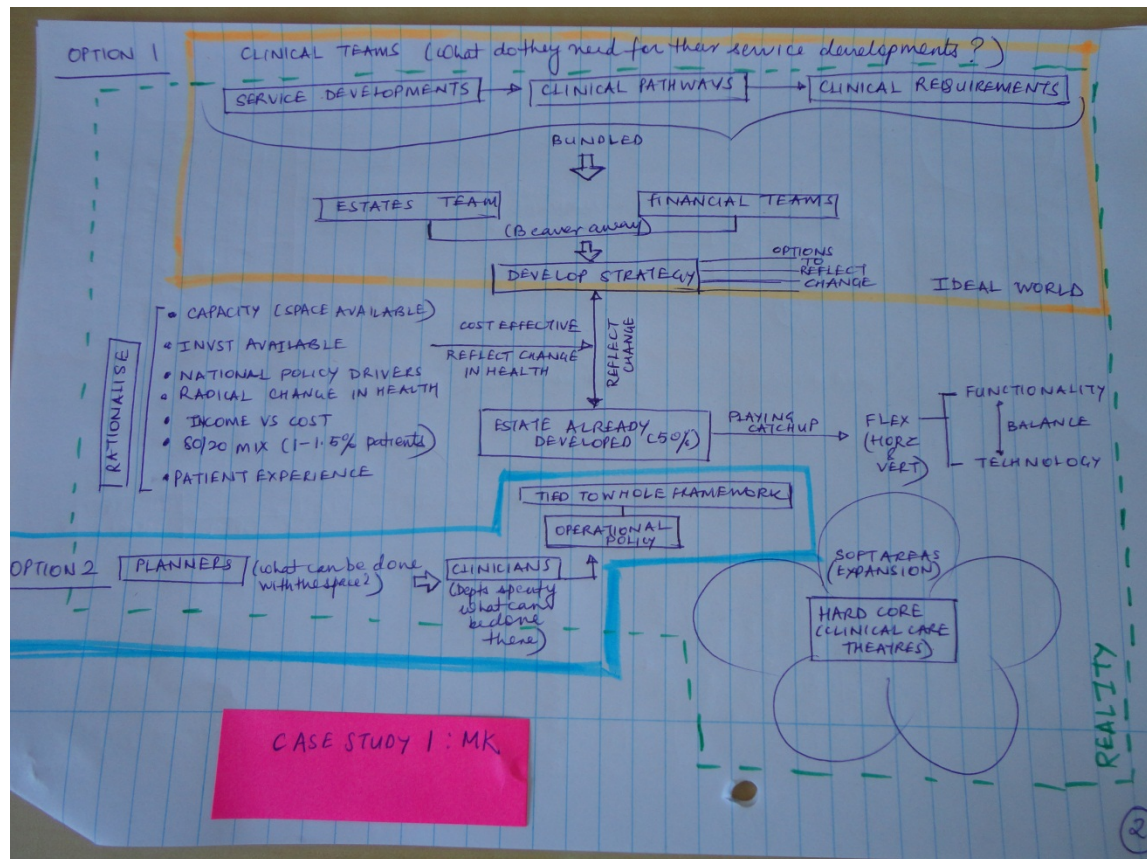 OPTION 1
CLINICAL TEAMS (What do they need for their service developments?)
SERVICE DEVELOPMENTS
CLINICAL PATHWAYS
CLINICAL REQUIREMENTS
BUNDLED
ESTATES TEAM
FINANCIAL TEAMS
(Beaver away)
DEVELOP STRATEGY
OPTIONS
TO
REFLECT
CHANGE
IDEAL WORLD
RATIONALISE
• CAPACITY (SPACE AVAILABLE)
• INVST AVAILABLE
• NATIONAL POLICY DRIVERS
• RADICAL CHANGE IN HEALTH
• INCOME VS COST
• 80/20 MIX (1-1.5% patients)
• PATIENT EXPERIENCE
COST EFFECTIVE
REFLECT CHANGE
IN HEALTH
REFLECT
CHANGE
ESTATE ALREADY
DEVELOPED (50%)
PLAYING
CATCHUP
FLEX
(HORZ
& VERT)
FUNCTIONALITY
BALANCE
TECHNOLOGY
TIED TO WHOLE FRAMEWORK
OPERATIONAL
POLICY
OPTION 2
PLANNERS
(what can be done
with the space?)
CLINICIANS
(Depts specify
what can
be done
there)
SOFT AREAS
(EXPANSION)
HARD CORE
(CLINICAL CARE
THEATRES)
REALITY
CASE STUDY 1 : MK
2